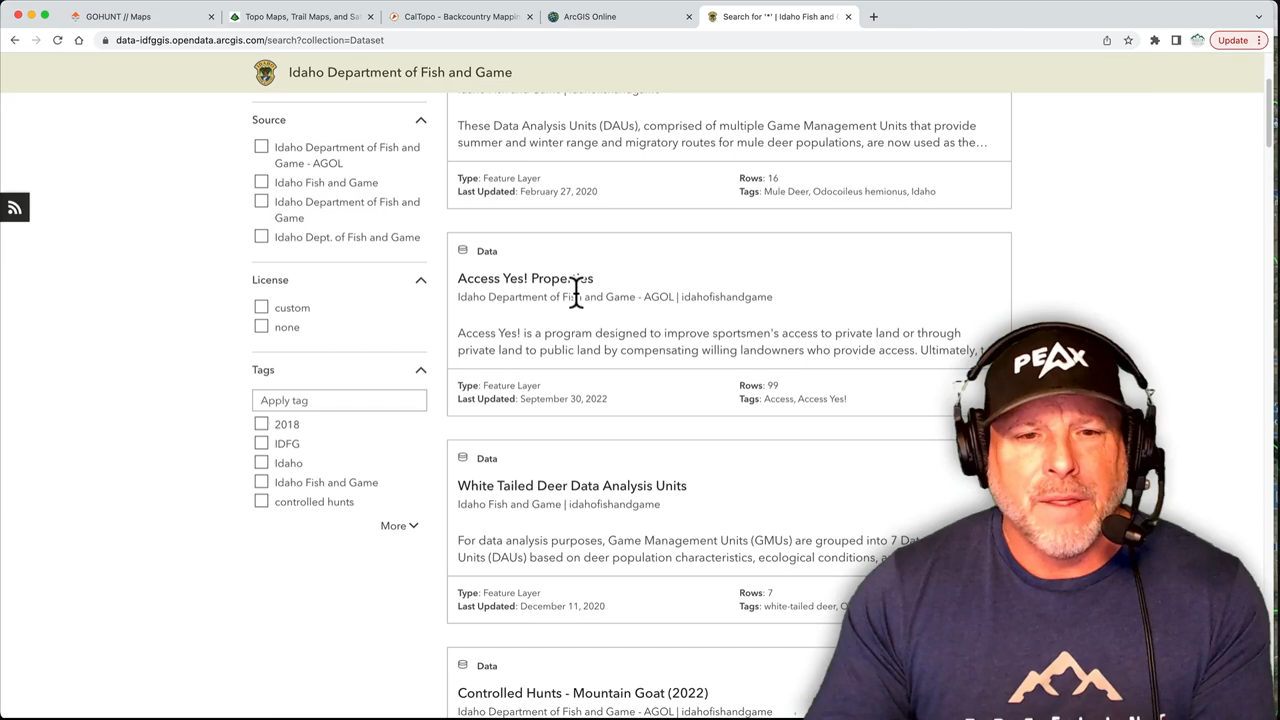 GOHUNT // Maps
Topo Maps, Trail Maps, and Sat
CalTopo - Backcountry Mappin
ArcGIS Online
Search for '*' | Idaho Fish and G
data-idfggis.opendata.arcgis.com/search?collection=Dataset
Update
Idaho Department of Fish and Game
Source
Idaho Department of Fish and
Game - AGOL
Idaho Fish and Game
Idaho Department of Fish and
Game
Idaho Dept. of Fish and Game
License
custom
none
Tags
Apply tag
2018
IDFG
Idaho
Idaho Fish and Game
controlled hunts
More
These Data Analysis Units (DAUs), comprised of multiple Game Management Units that provide
summer and winter range and migratory routes for mule deer populations, are now used as the…
Type: Feature Layer
Last Updated: February 27, 2020
Rows: 16
Tags: Mule Deer, Odocoileus hemionus, Idaho
Data
Access Yes! Properties
Idaho Department of Fish and Game - AGOL | idahofishandgame
Access Yes! is a program designed to improve sportsmen's access to private land or through
private land to public land by compensating willing landowners who provide access. Ultimately, t
Type: Feature Layer
Last Updated: September 30, 2022
Rows: 99
Tags: Access, Access Yes!
Data
White Tailed Deer Data Analysis Units
Idaho Fish and Game | idahofishandgame
For data analysis purposes, Game Management Units (GMUs) are grouped into 7 Dat
Units (DAUs) based on deer population characteristics, ecological conditions, a
Type: Feature Layer
Last Updated: December 11, 2020
Rows: 7
Tags: white-tailed deer, O
Data
Controlled Hunts - Mountain Goat (2022)
Idaho Department of Fish and Game - AGOL | idahofishandgame
PEAX